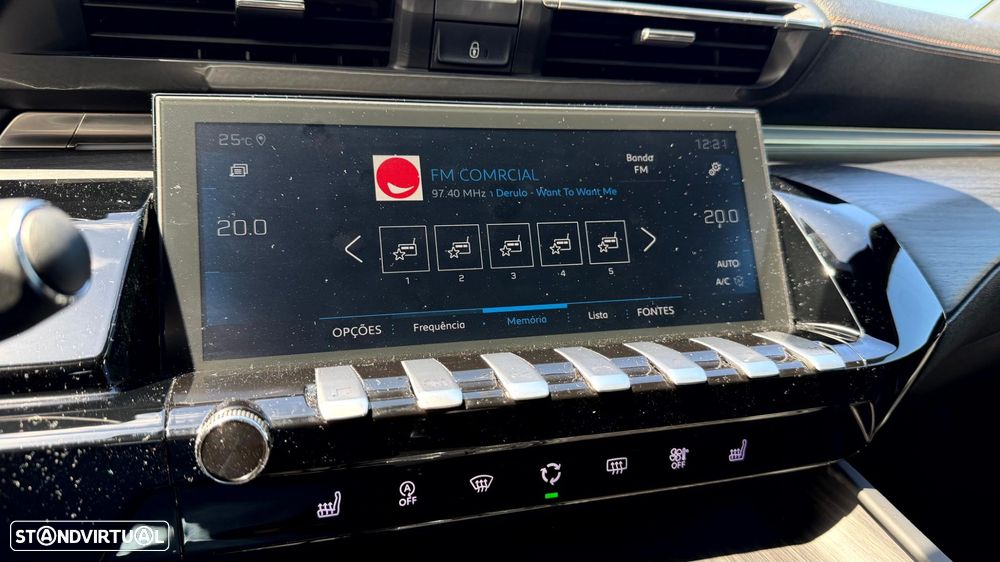 25°C
12:21
FM COMRCIAL
Banda
FM
97.40 MHz
Derulo - Want To Want Me
20.0
20.0
1 2 3 4 5
AUTO
A/C
OPÇÕES Frequência Memória Lista FONTES
A
OFF
OFF
STANDVIRTUAL